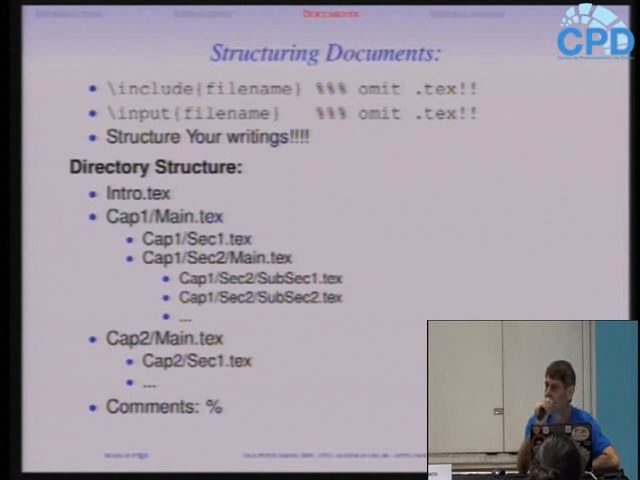 DOCUMENTS
Structuring Documents:
• \include{filename} %%% omit .tex!!
• \input{filename} %%% omit .tex!!
• Structure Your writings!!!!
Directory Structure:
• Intro.tex
• Cap1/Main.tex
• Cap1/Sec1.tex
• Cap1/Sec2/Main.tex
• Cap1/Sec2/SubSec1.tex
• Cap1/Sec2/SubSec2.tex
• ...
• Cap2/Main.tex
• Cap2/Sec1.tex
• ...
• Comments: %
CPD